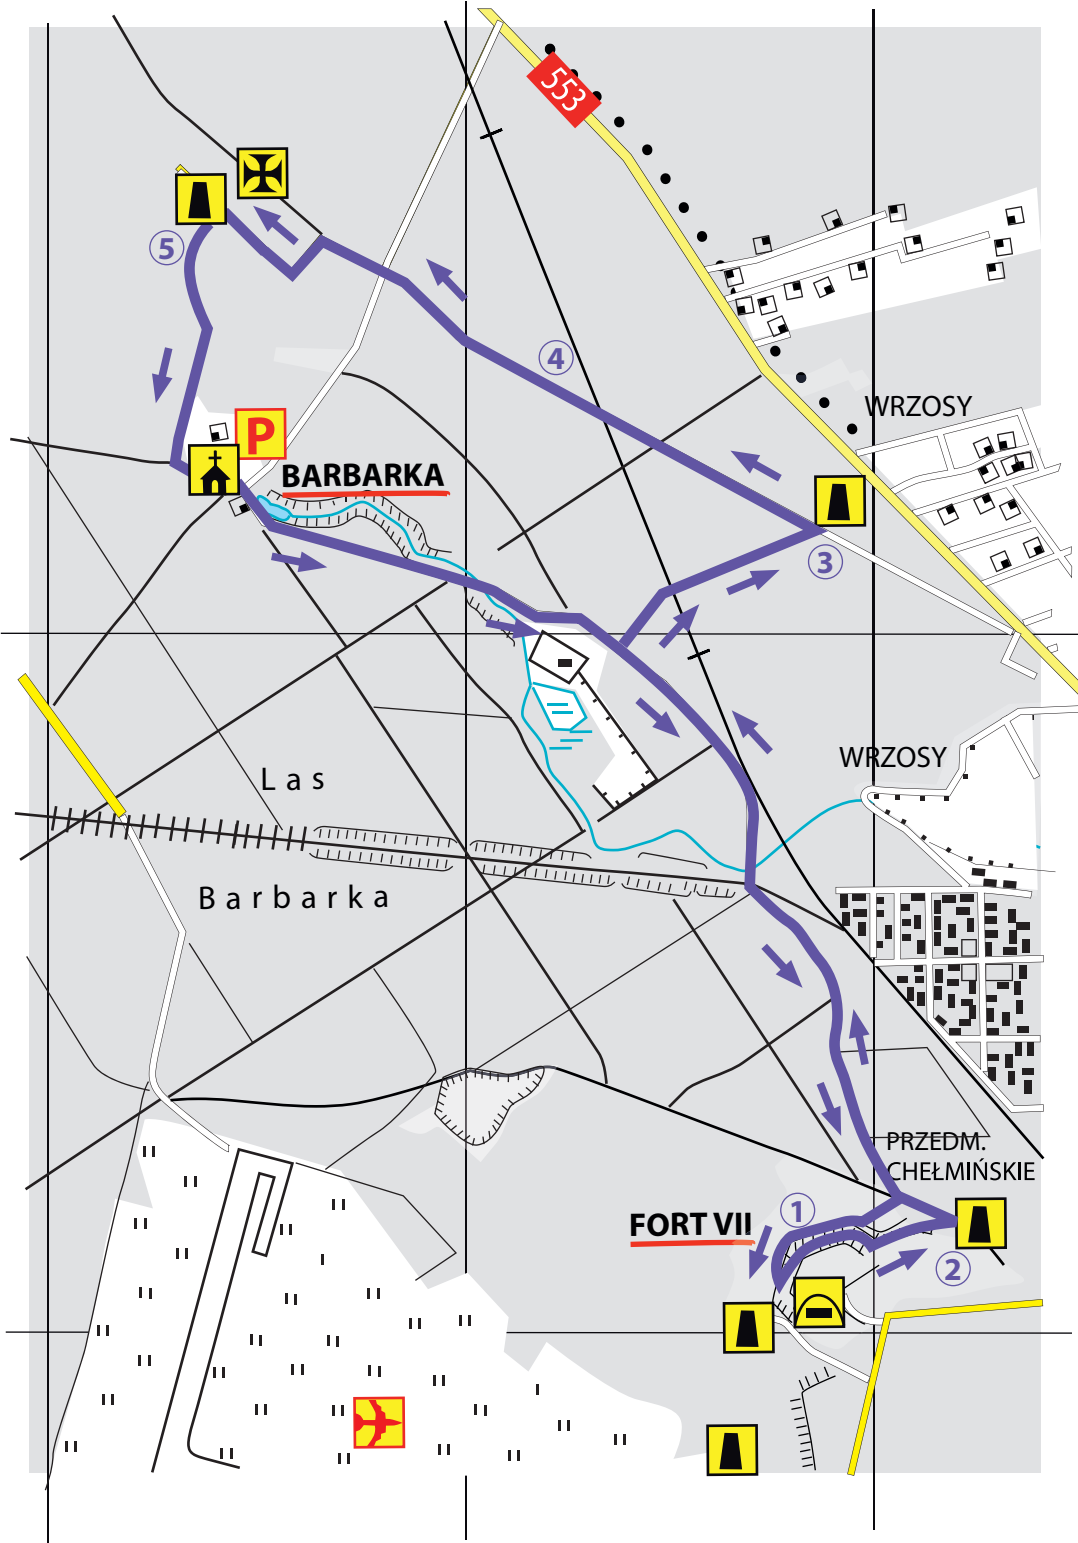 553
5
4
WRZOSY
P
BARBARKA
3
WRZOSY
Las
Barbarka
PRZEDM.
CHEŁMIŃSKIE
1
FORT VII
2